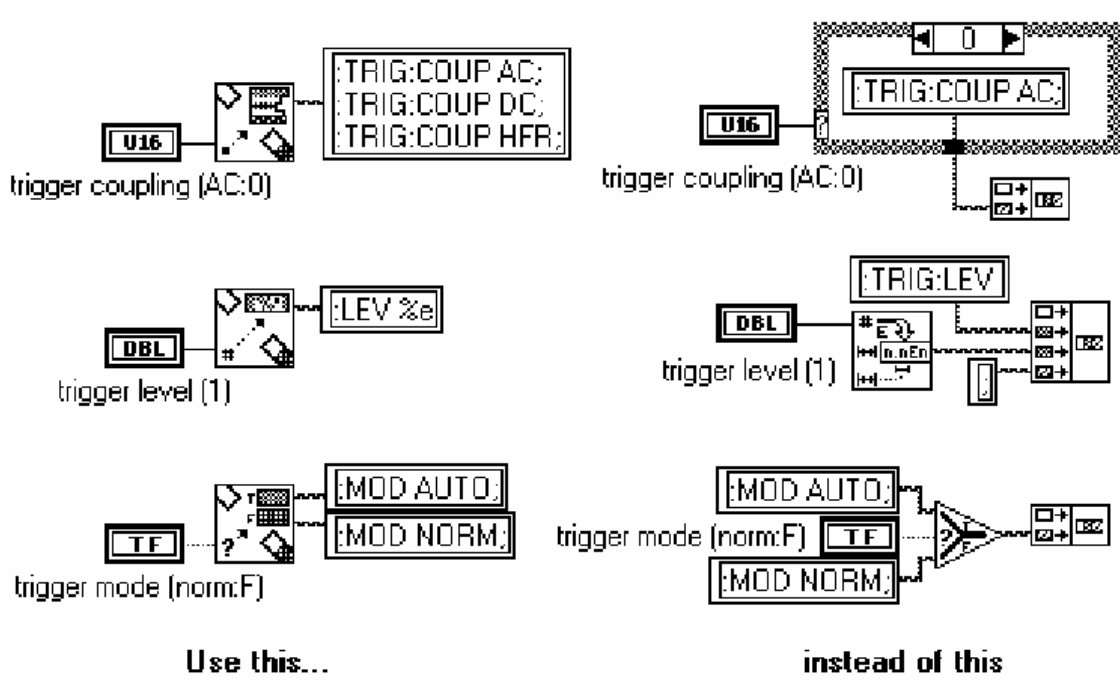 :TRIG:COUP AC;
:TRIG:COUP DC;
:TRIG:COUP HFR;
U16
trigger coupling (AC:0)
0
:TRIG:COUP AC;
U16
?
trigger coupling (AC:0)
:LEV %e
DBL
#
trigger level (1)
:TRIG:LEV
DBL
#
E
n.nEn
trigger level (1)
;
T
F
?
:MOD AUTO;
:MOD NORM;
TF
trigger mode (norm:F)
:MOD AUTO;
trigger mode (norm:F)
TF
T
?
F
:MOD NORM;
Use this...
instead of this